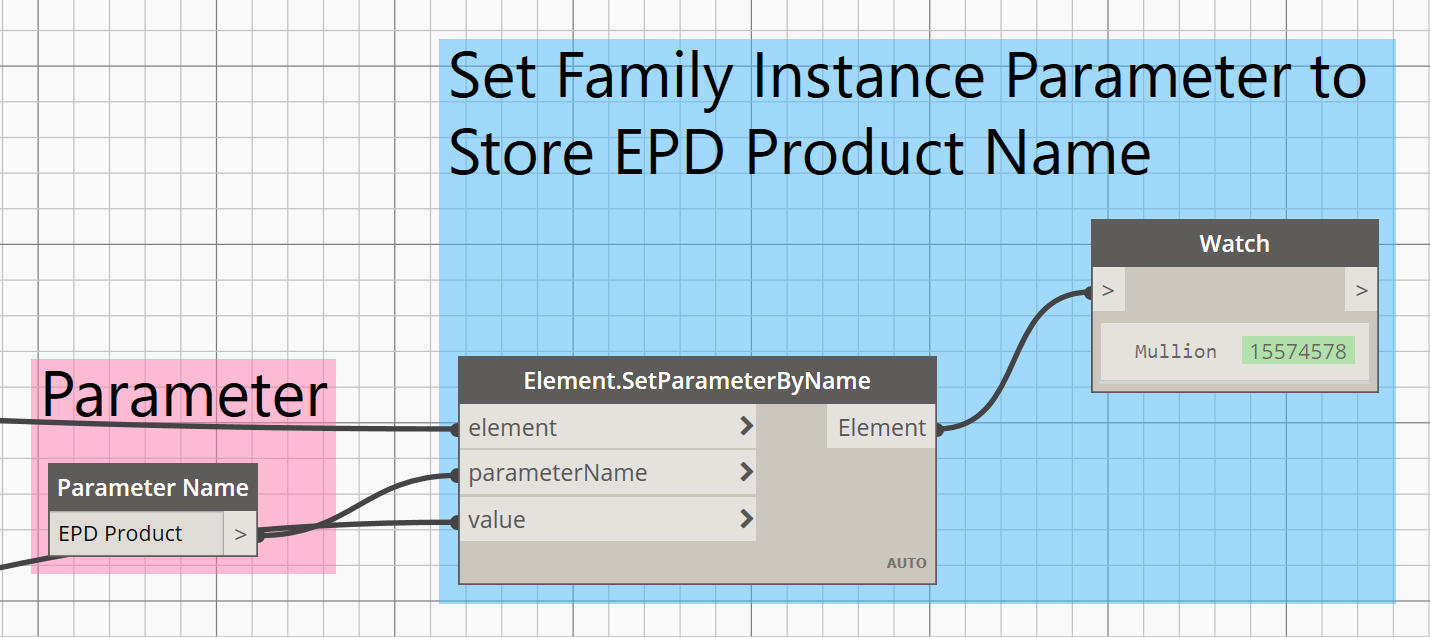 Set Family Instance Parameter to
Store EPD Product Name
Watch
>
>
Mullion 15574578
Parameter
Parameter Name
EPD Product >
Element.SetParameterByName
element > Element
parameterName >
value >
AUTO